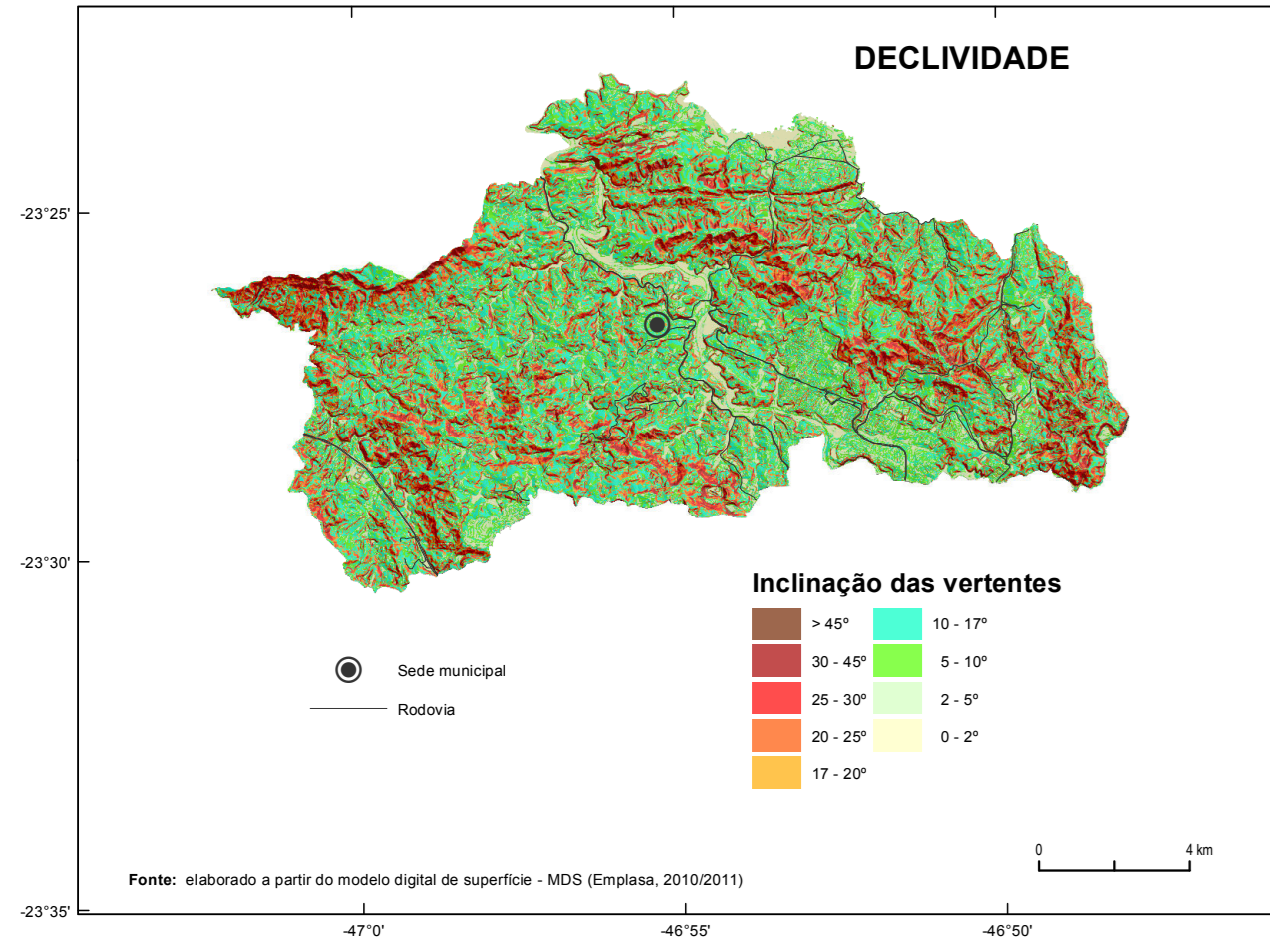 DECLIVIDADE
-23°25'
-23°30'
-23°35'
Inclinação das vertentes
> 45º
10 - 17º
30 - 45º
5 - 10º
25 - 30º
2 - 5º
20 - 25º
0 - 2º
17 - 20º
Sede municipal
Rodovia
0 4 km
Fonte: elaborado a partir do modelo digital de superfície - MDS (Emplasa, 2010/2011)
-47°0'
-46°55'
-46°50'